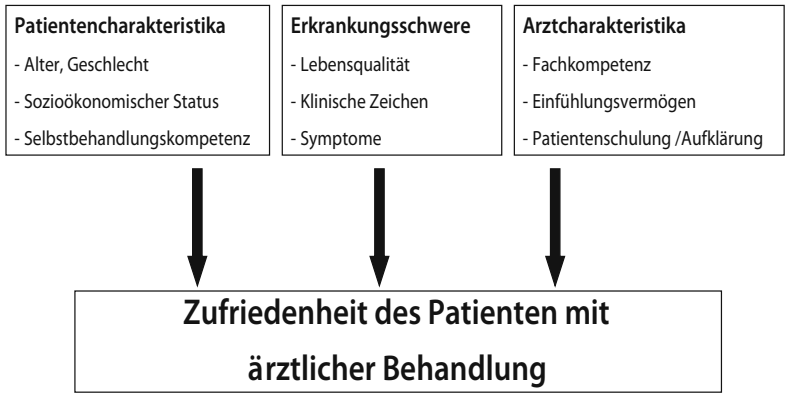 Patientencharakteristika
- Alter, Geschlecht
- Sozioökonomischer Status
- Selbstbehandlungskompetenz
Erkrankungsschwere
- Lebensqualität
- Klinische Zeichen
- Symptome
Arztcharakteristika
- Fachkompetenz
- Einfühlungsvermögen
- Patientenschulung /Aufklärung
Zufriedenheit des Patienten mit
ärztlicher Behandlung